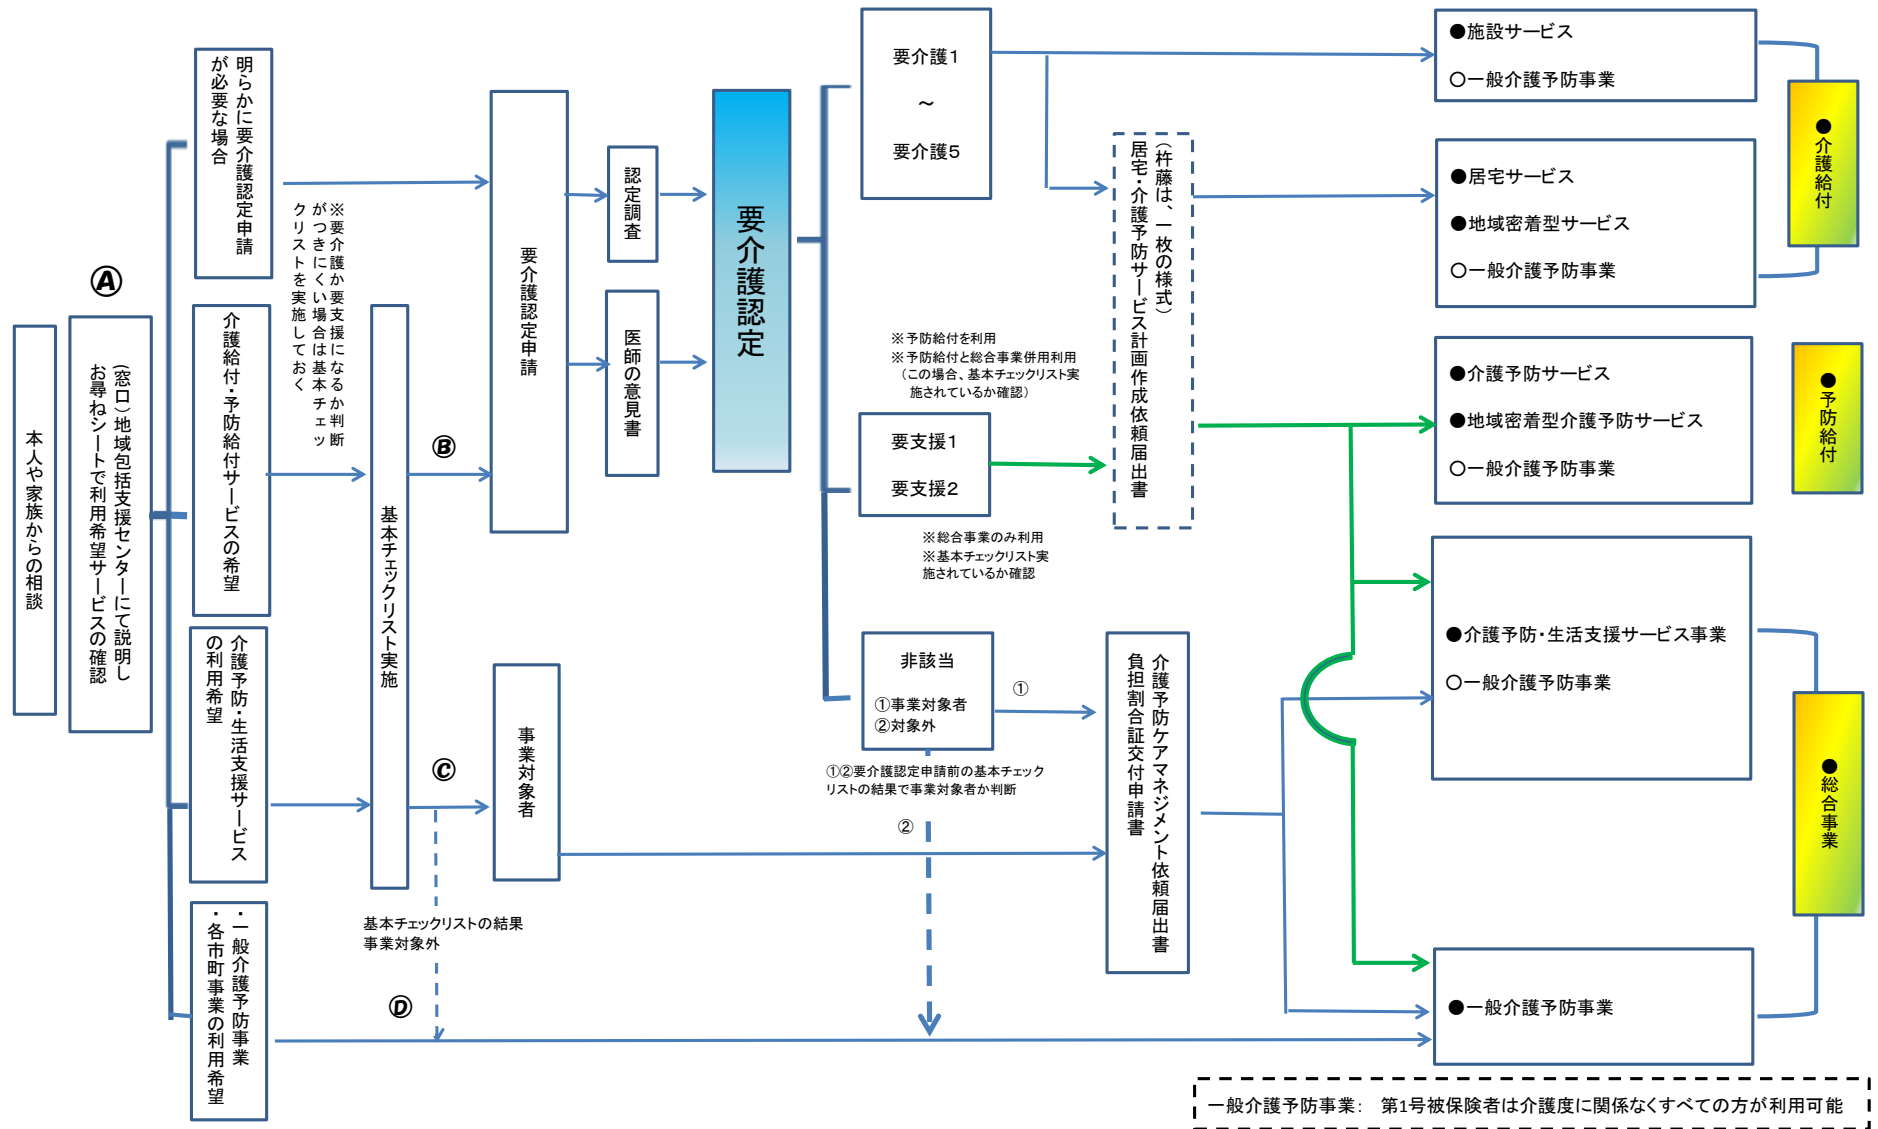 本人や家族からの相談
Ⓐ
(窓口)地域包括支援センターにて説明し
お尋ねシートで利用希望サービスの確認
明らかに要介護認定申請
が必要な場合
介護給付・予防給付サービスの希望
介護予防・生活支援サービス
の利用希望
・一般介護予防事業
・各市町事業の利用希望
※要介護か要支援になるか判断
がつきにくい場合は基本チェッ
クリストを実施しておく
基本チェックリスト実施
Ⓑ
Ⓒ
Ⓓ
基本チェックリストの結果
事業対象外
要介護認定申請
事業対象者
認定調査
医師の意見書
要介護認定
要介護1
~
要介護5
※予防給付を利用
※予防給付と総合事業併用利用
(この場合、基本チェックリスト実
施されているか確認)
要支援1
要支援2
※総合事業のみ利用
※基本チェックリスト実
施されているか確認
非該当
①事業対象者
②対象外
①
①②要介護認定申請前の基本チェック
リストの結果で事業対象者か判断
②
(杵藤は、一枚の様式)
居宅・介護予防サービス計画作成依頼届出書
介護予防ケアマネジメント依頼届出書
負担割合証交付申請書
●施設サービス
○一般介護予防事業
●居宅サービス
●地域密着型サービス
○一般介護予防事業
●介護予防サービス
●地域密着型介護予防サービス
○一般介護予防事業
●介護予防・生活支援サービス事業
○一般介護予防事業
●一般介護予防事業
●介護給付
●予防給付
●総合事業
一般介護予防事業: 第1号被保険者は介護度に関係なくすべての方が利用可能